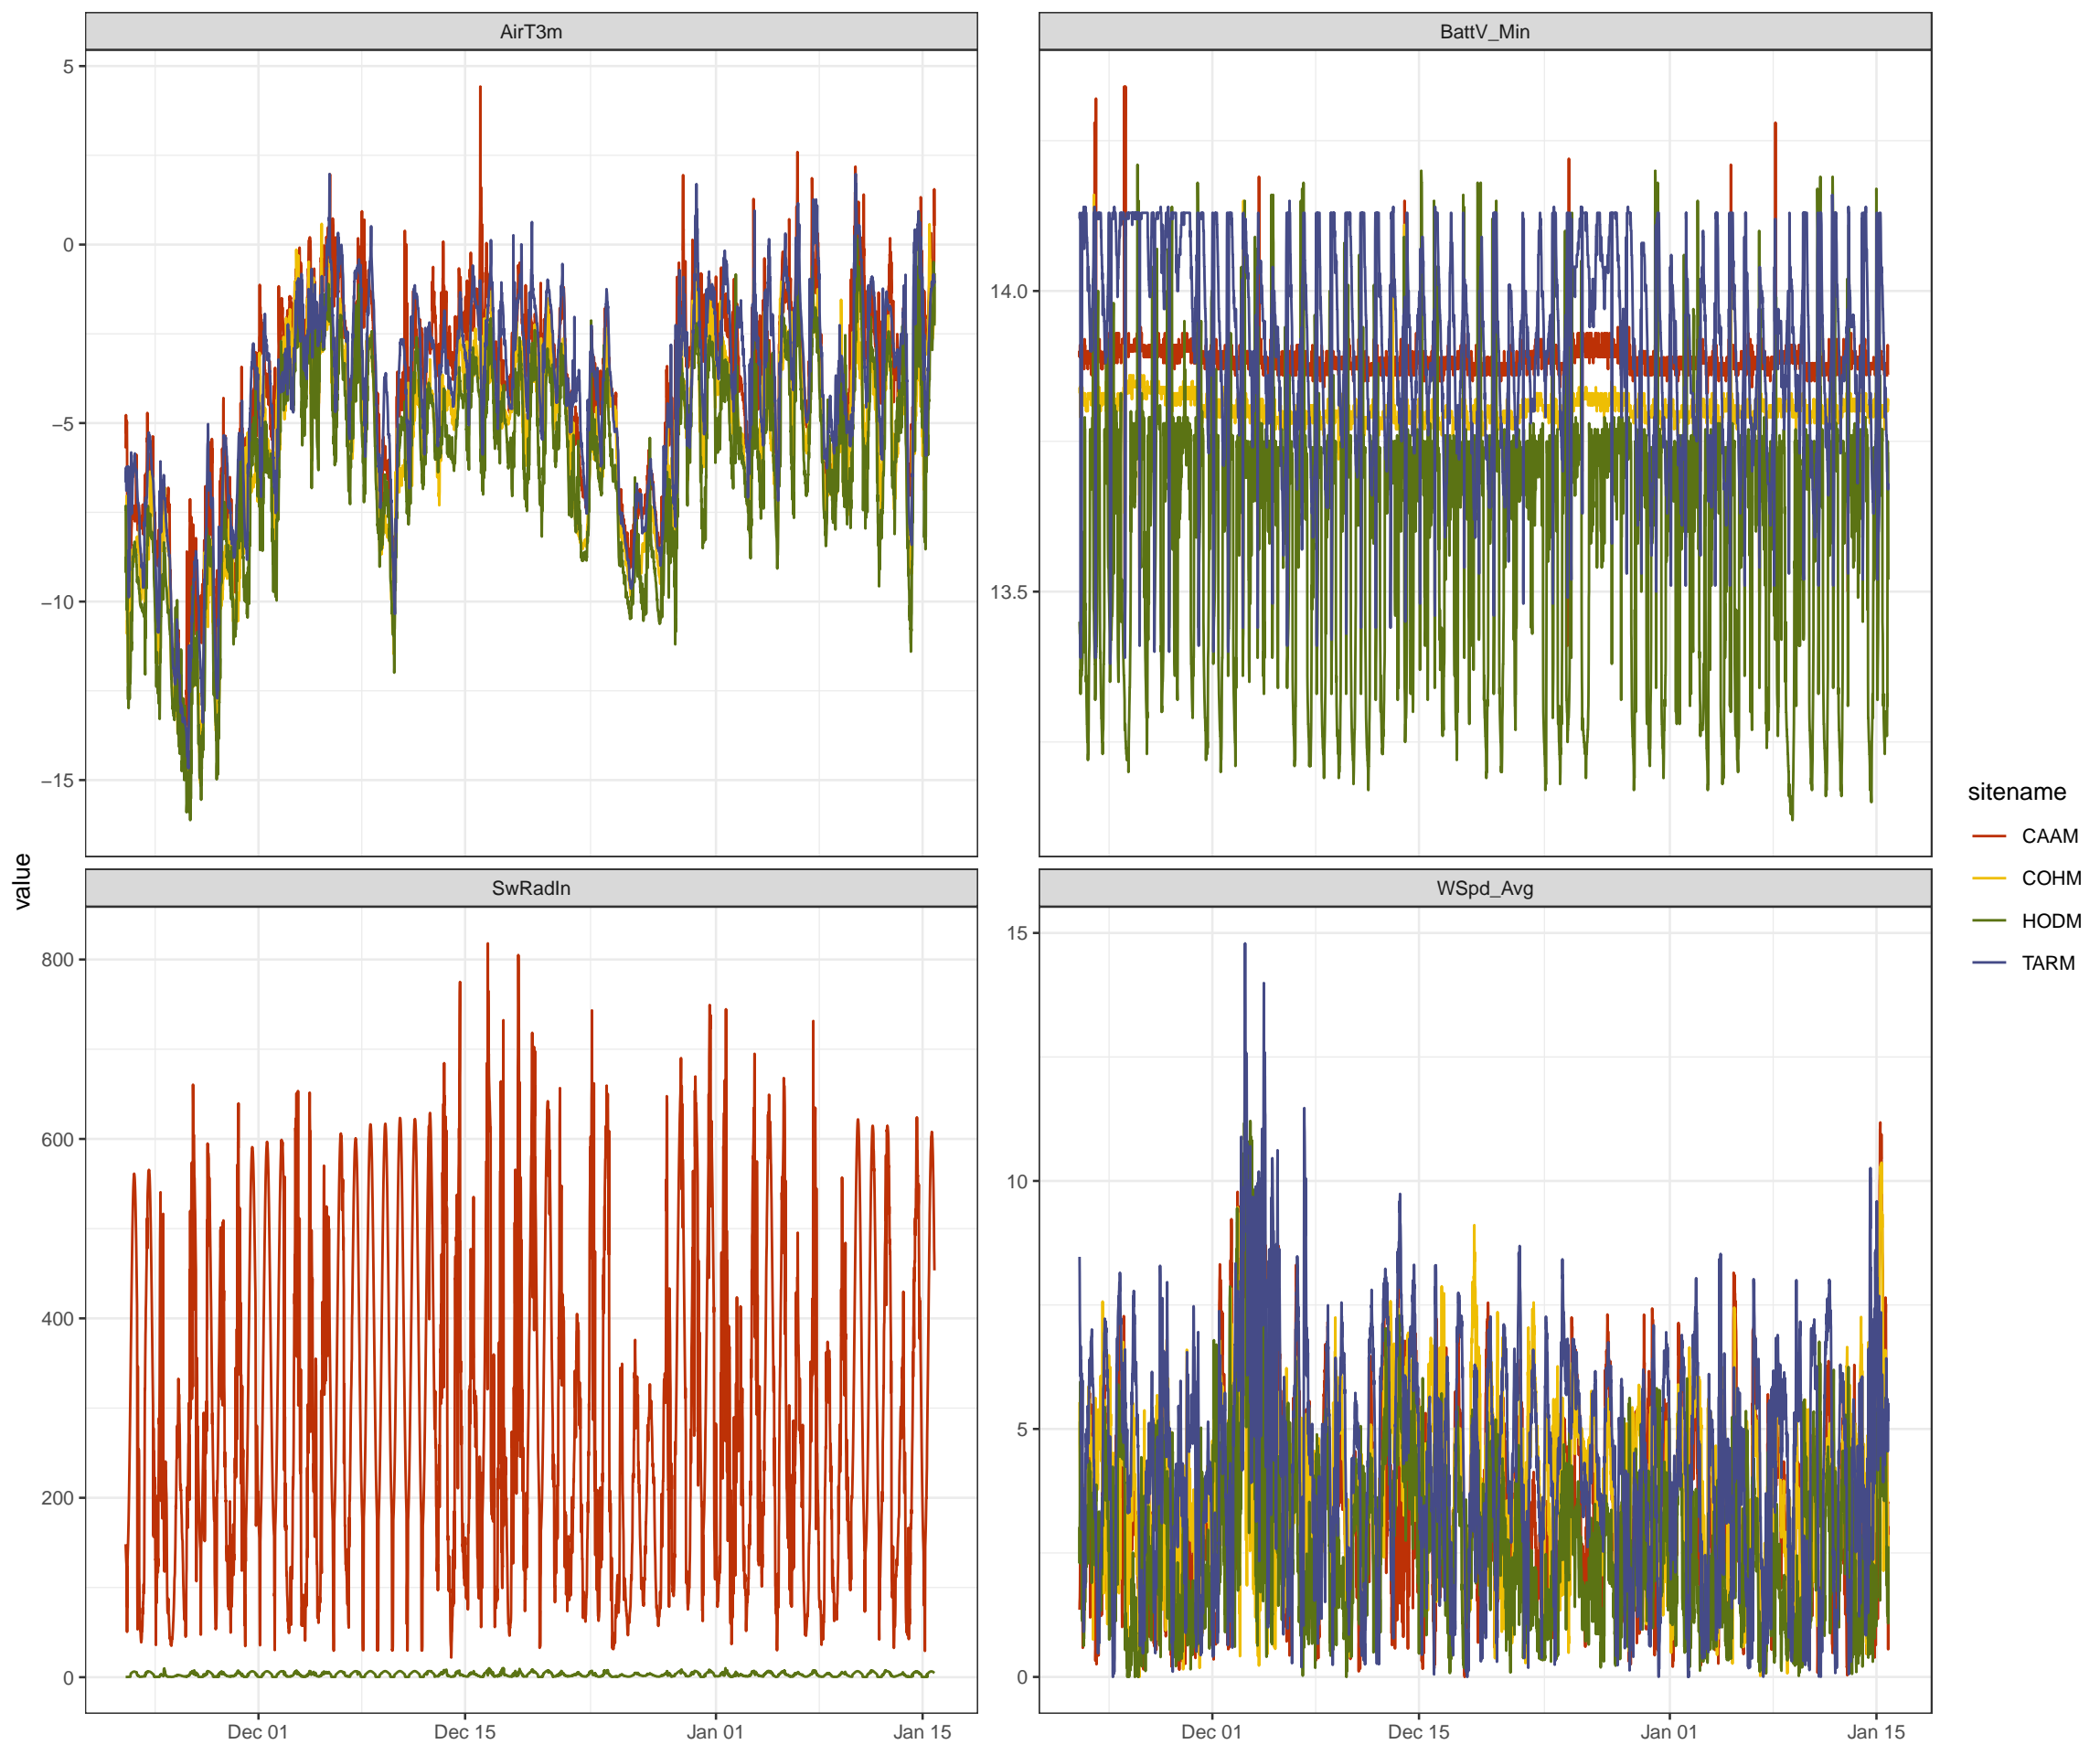 AirT3m
BattV_Min
5
0
−5
−10
−15
14.0
13.5
value
SwRadIn
WSpd_Avg
800
600
400
200
0
15
10
5
0
Dec 01 Dec 15 Jan 01 Jan 15
Dec 01 Dec 15 Jan 01 Jan 15
sitename
CAAM
COHM
HODM
TARM